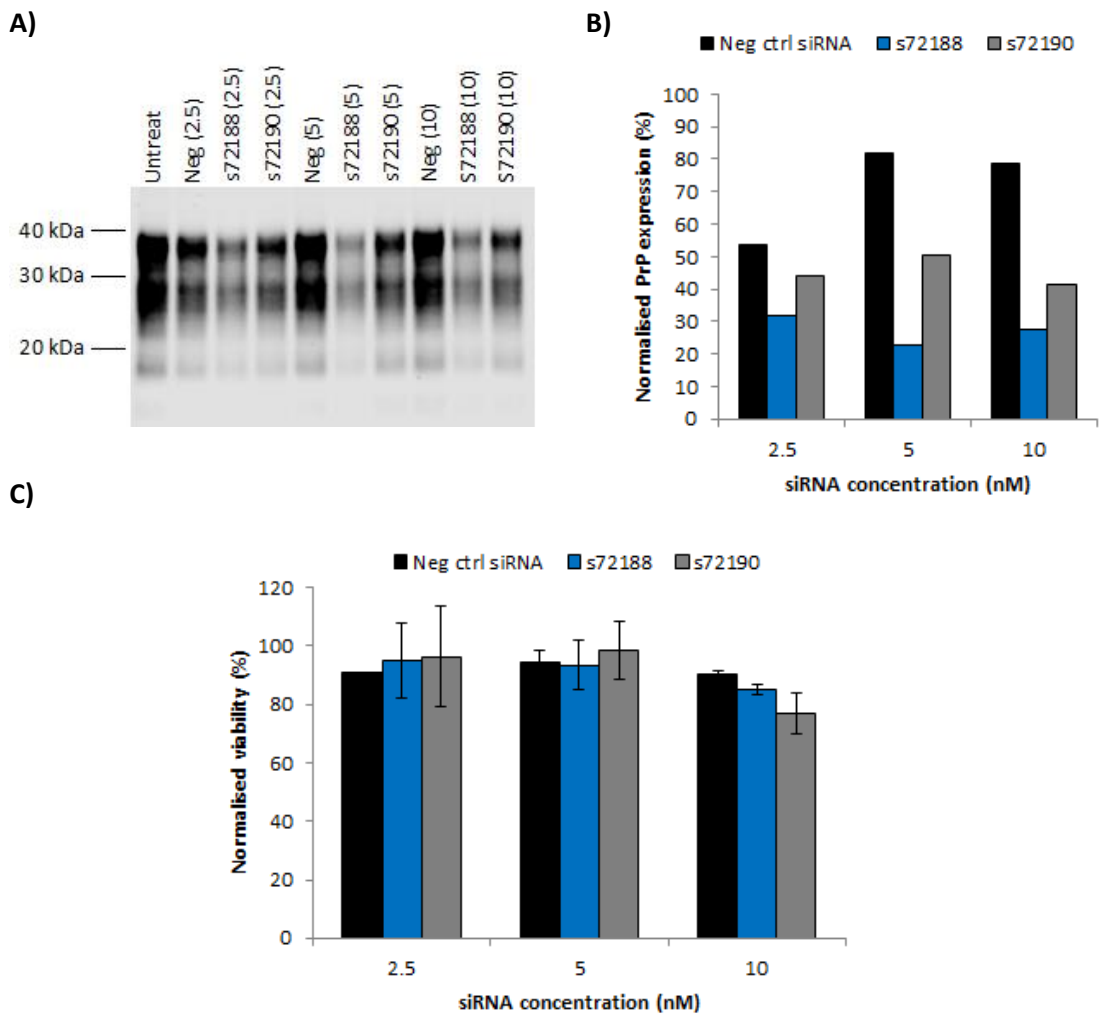 A)
Untreat
Neg (2.5)
s72188 (2.5)
s72190 (2.5)
Neg (5)
s72188 (5)
s72190 (5)
Neg (10)
S72188 (10)
S72190 (10)
40 kDa
30 kDa
20 kDa
B)
Neg ctrl siRNA s72188 s72190
Normalised PrP expression (%)
100
90
80
70
60
50
40
30
20
10
0
2.5 5 10
siRNA concentration (nM)
C)
Neg ctrl siRNA s72188 s72190
Normalised viability (%)
120
100
80
60
40
20
0
2.5 5 10
siRNA concentration (nM)